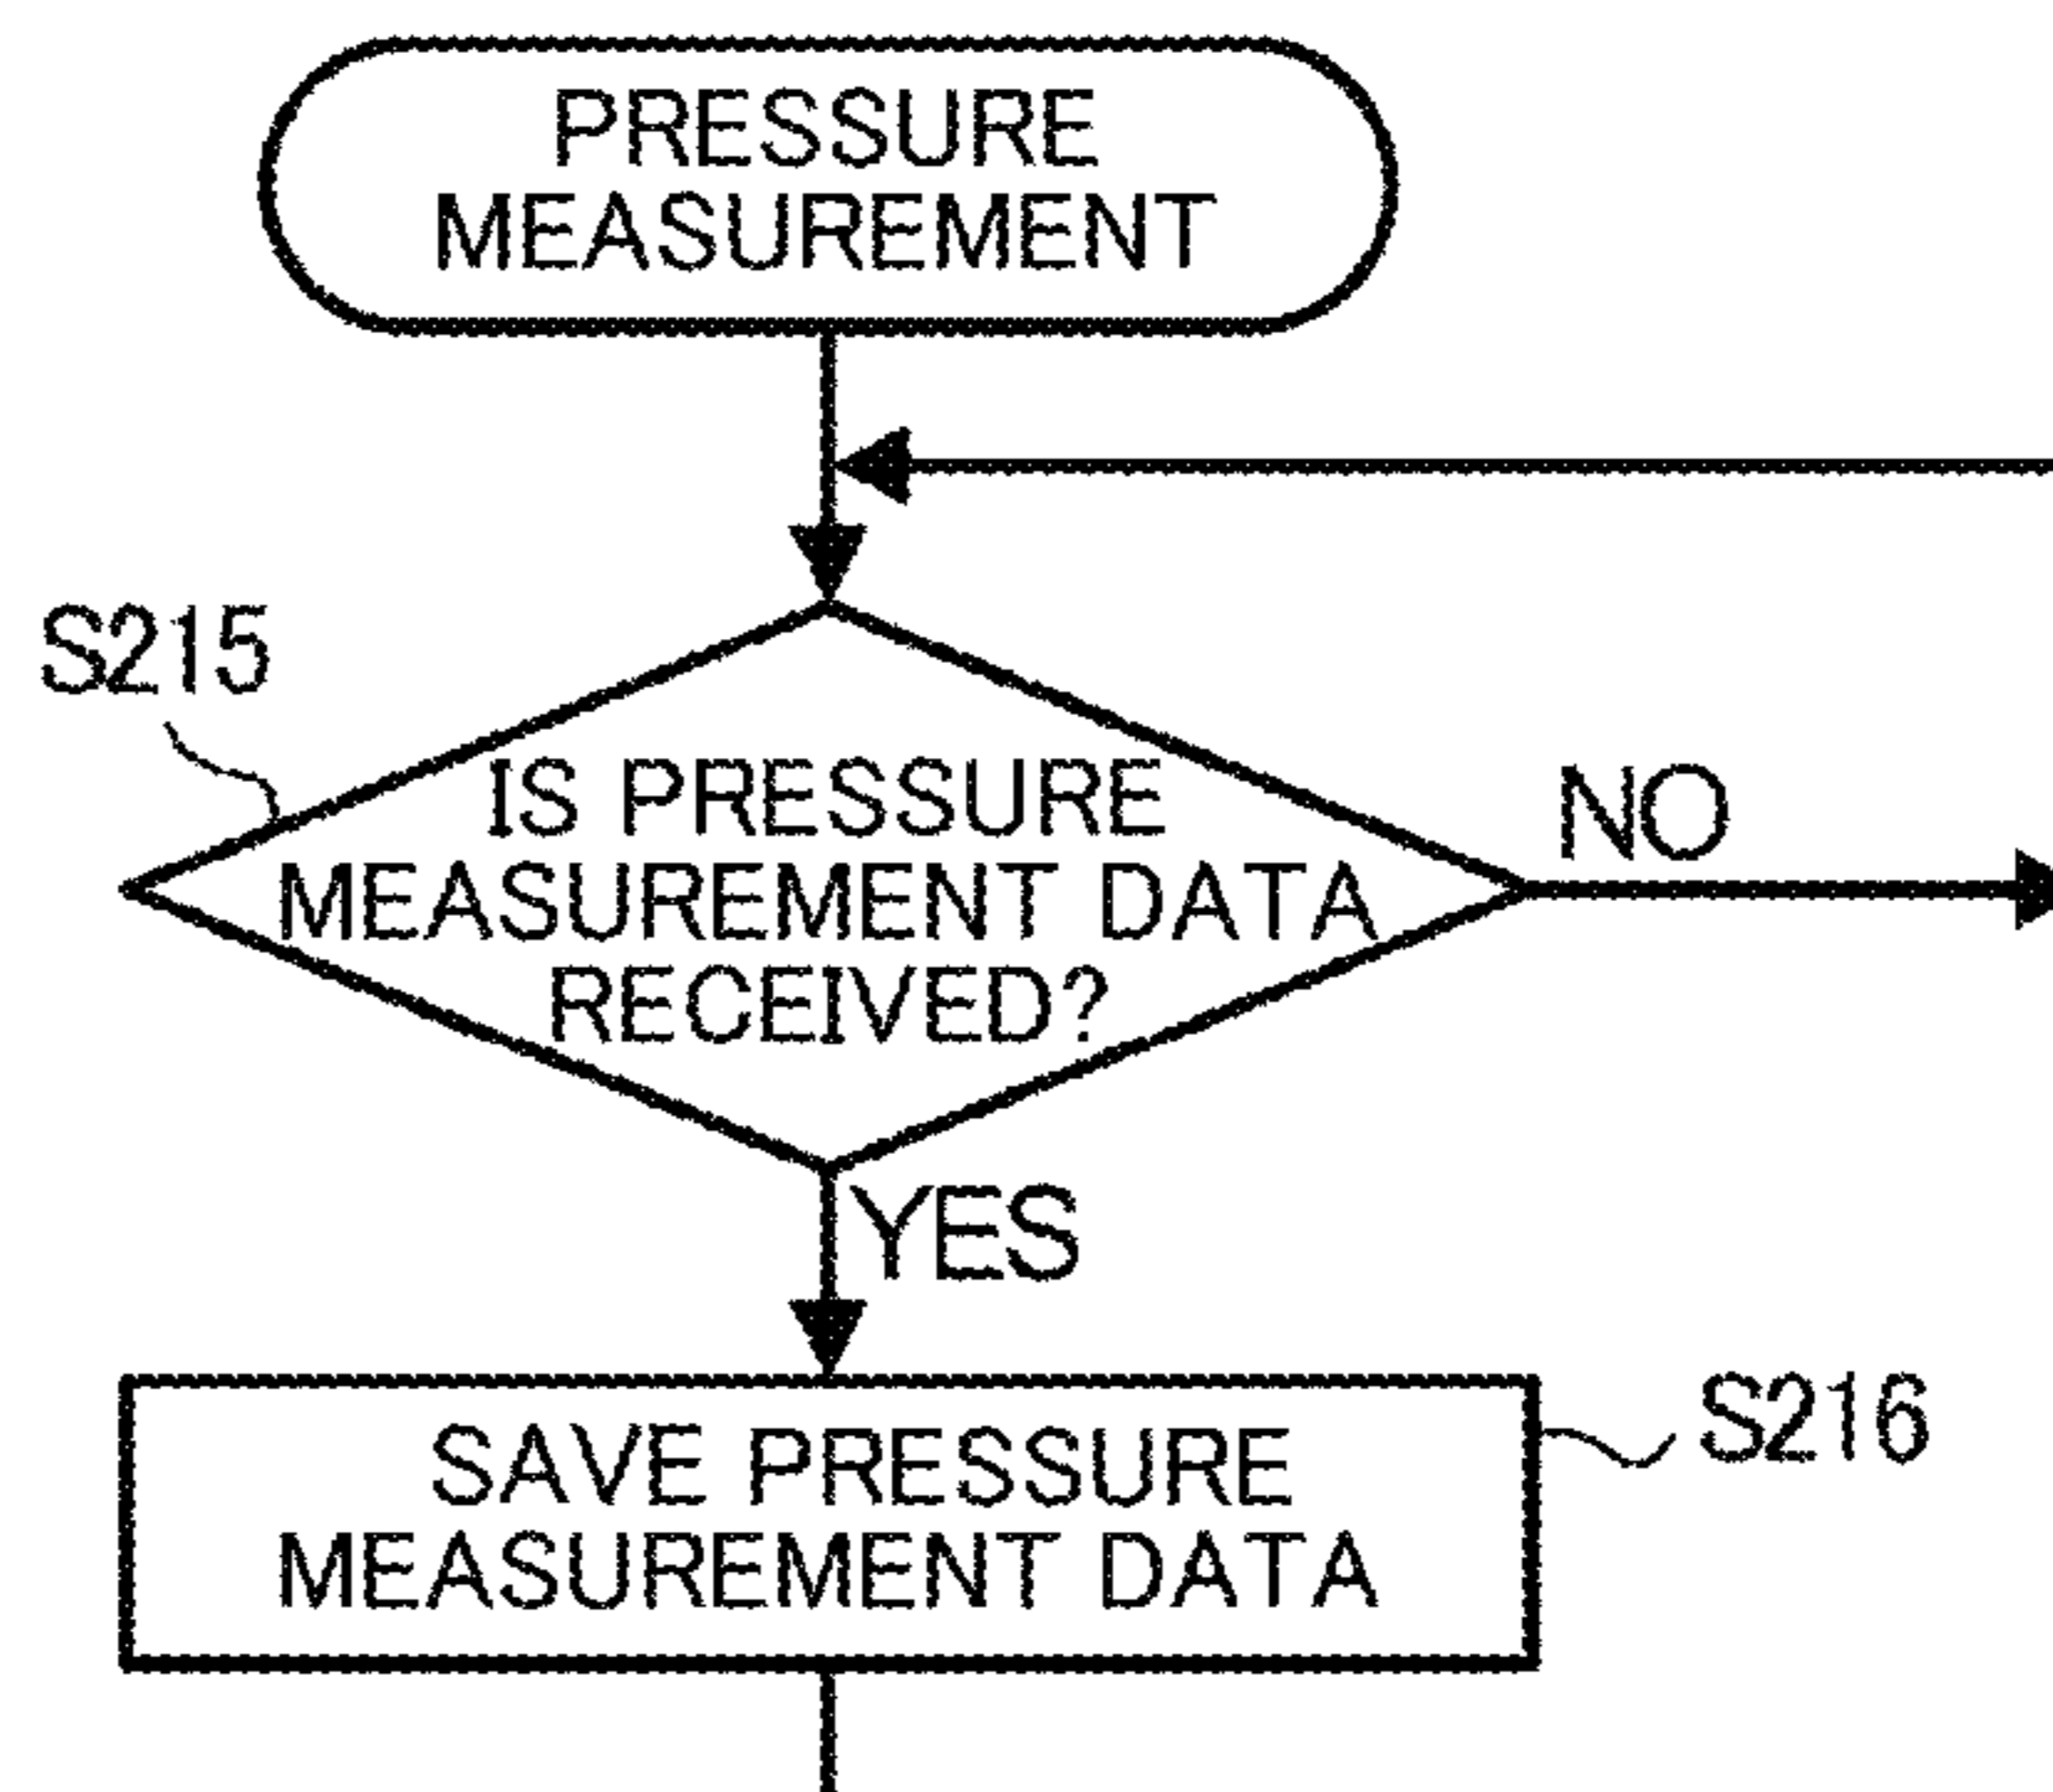 PRESSURE
MEASUREMENT
S215
IS PRESSURE
MEASUREMENT DATA
RECEIVED?
NO
YES
SAVE PRESSURE
MEASUREMENT DATA
S216